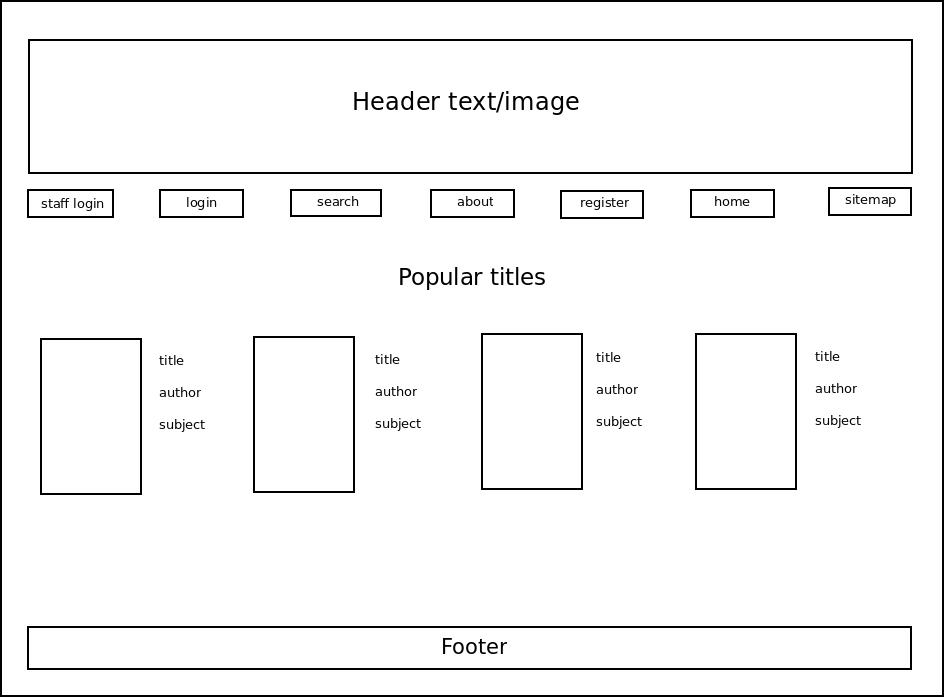 Header text/image
staff login
login
search
about
register
home
sitemap
Popular titles
title
author
subject
title
author
subject
title
author
subject
title
author
subject
Footer